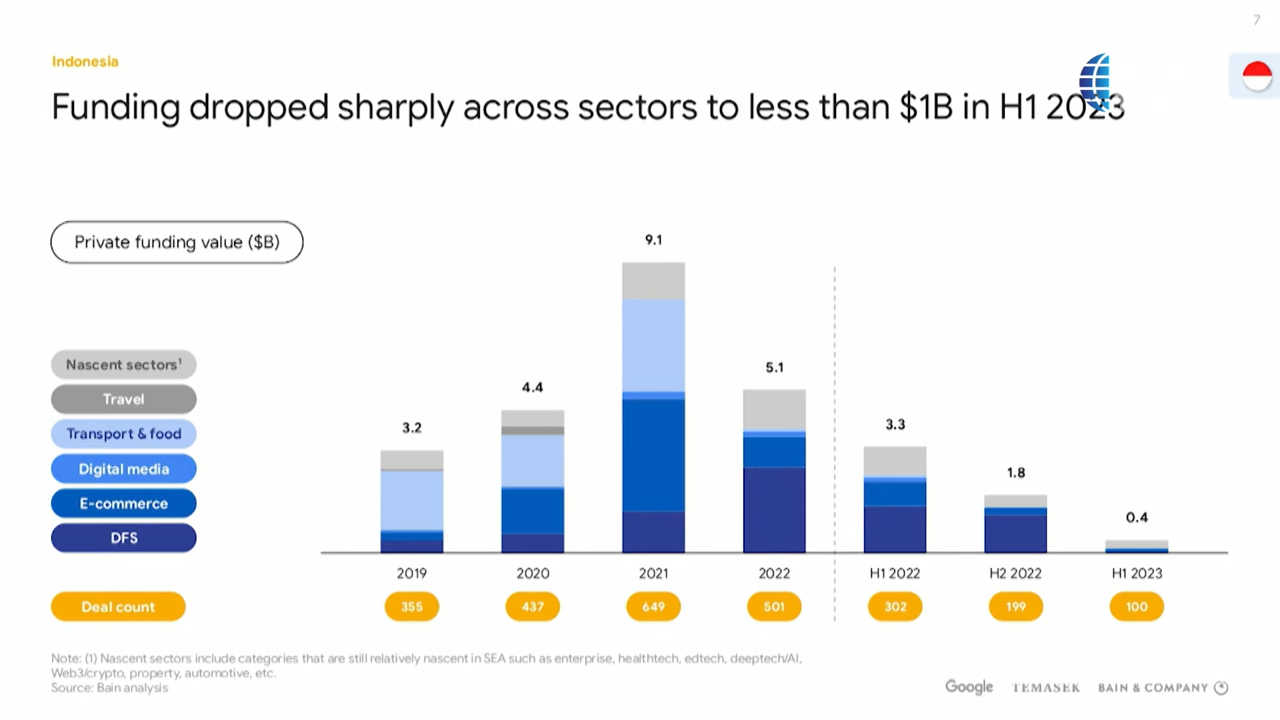 7
Indonesia
Funding dropped sharply across sectors to less than $1B in H1 2023
Private funding value ($B)
9.1
5.1
4.4
3.2
3.3
1.8
0.4
Nascent sectors¹
Travel
Transport & food
Digital media
E-commerce
DFS
2019 2020 2021 2022 H1 2022 H2 2022 H1 2023
Deal count 355 437 649 501 302 199 100
Note: (1) Nascent sectors include categories that are still relatively nascent in SEA such as enterprise, healthtech, edtech, deeptech/AI,
Web3/crypto, property, automotive, etc.
Source: Bain analysis
Google TEMASEK BAIN & COMPANY